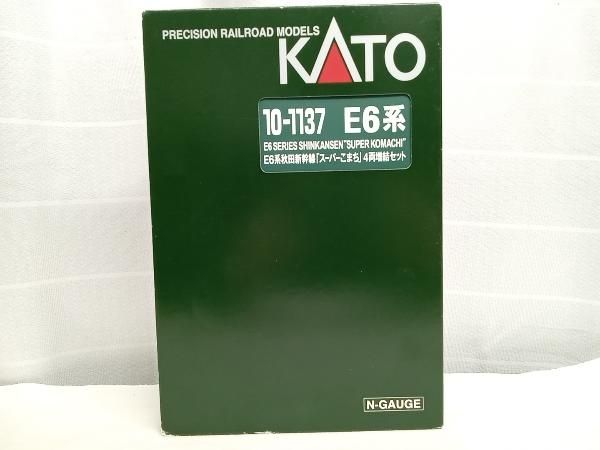 PRECISION RAILROAD MODELS
KATO
10-1137 E6系
E6 SERIES SHINKANSEN "SUPER KOMACHI"
E6系秋田新幹線「スーパーこまち」4両増結セット
N-GAUGE